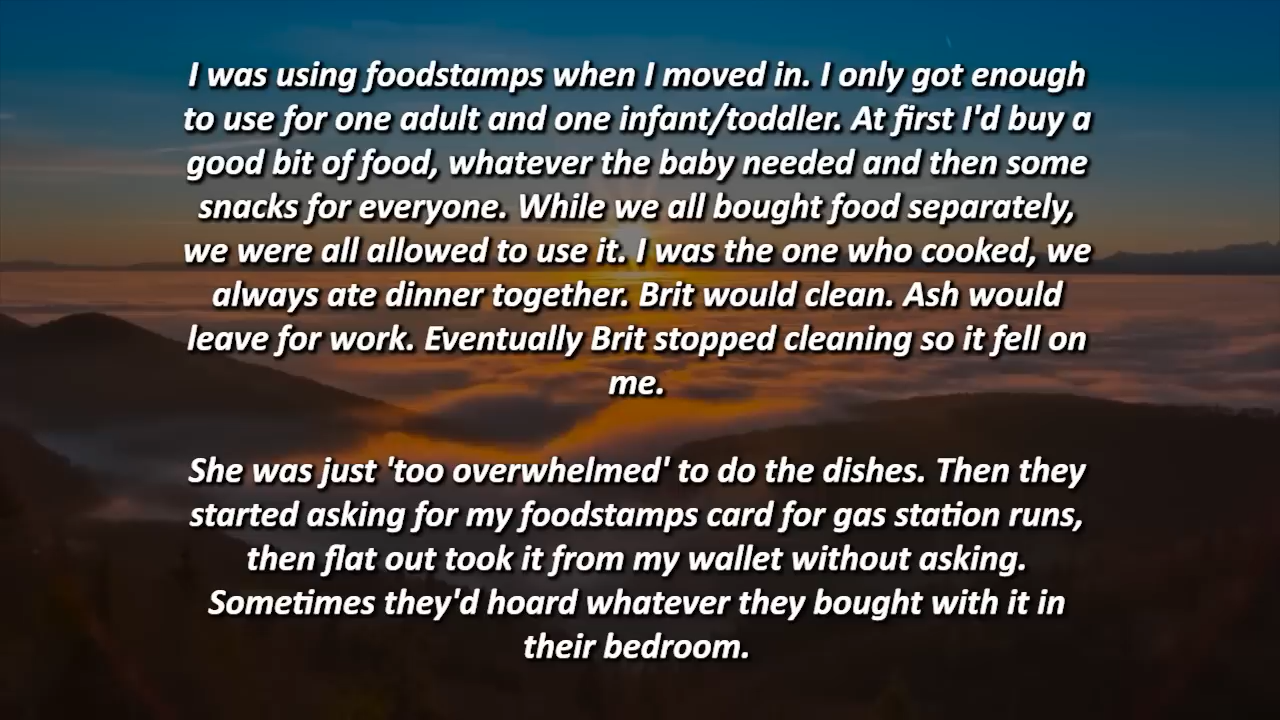 I was using foodstamps when I moved in. I only got enough
to use for one adult and one infant/toddler. At first I'd buy a
good bit of food, whatever the baby needed and then some
snacks for everyone. While we all bought food separately,
we were all allowed to use it. I was the one who cooked, we
always ate dinner together. Brit would clean. Ash would
leave for work. Eventually Brit stopped cleaning so it fell on
me.
She was just 'too overwhelmed' to do the dishes. Then they
started asking for my foodstamps card for gas station runs,
then flat out took it from my wallet without asking.
Sometimes they'd hoard whatever they bought with it in
their bedroom.